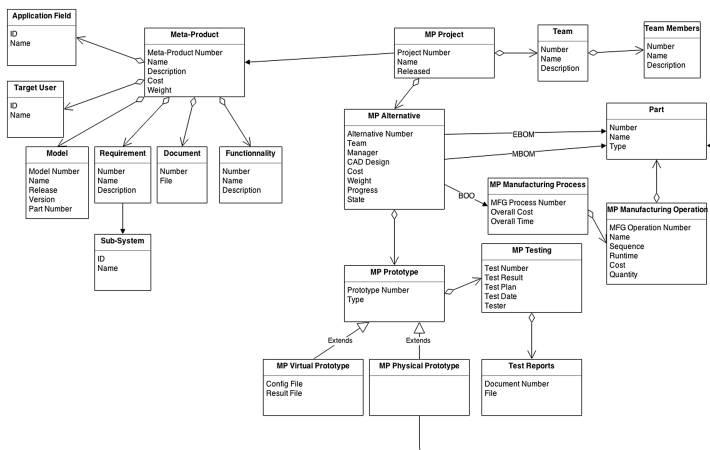 Application Field
ID
Name
Target User
ID
Name
Meta-Product
Meta-Product Number
Name
Description
Cost
Weight
MP Project
Project Number
Name
Released
Team
Number
Name
Description
Team Members
Number
Name
Description
Model
Model Number
Name
Release
Version
Part Number
Requirement
Number
Name
Description
Document
Number
File
Functionnality
Number
Name
Description
Sub-System
ID
Name
MP Alternative
Alternative Number
Team
Manager
CAD Design
Cost
Weight
Progress
State
EBOM
MBOM
BOO
Part
Number
Name
Type
MP Manufacturing Process
MFG Process Number
Overall Cost
Overall Time
MP Manufacturing Operation
MFG Operation Number
Name
Sequence
Runtime
Cost
Quantity
MP Prototype
Prototype Number
Type
MP Testing
Test Number
Test Result
Test Plan
Test Date
Tester
Extends
Extends
MP Virtual Prototype
Config File
Result File
MP Physical Prototype
Test Reports
Document Number
File